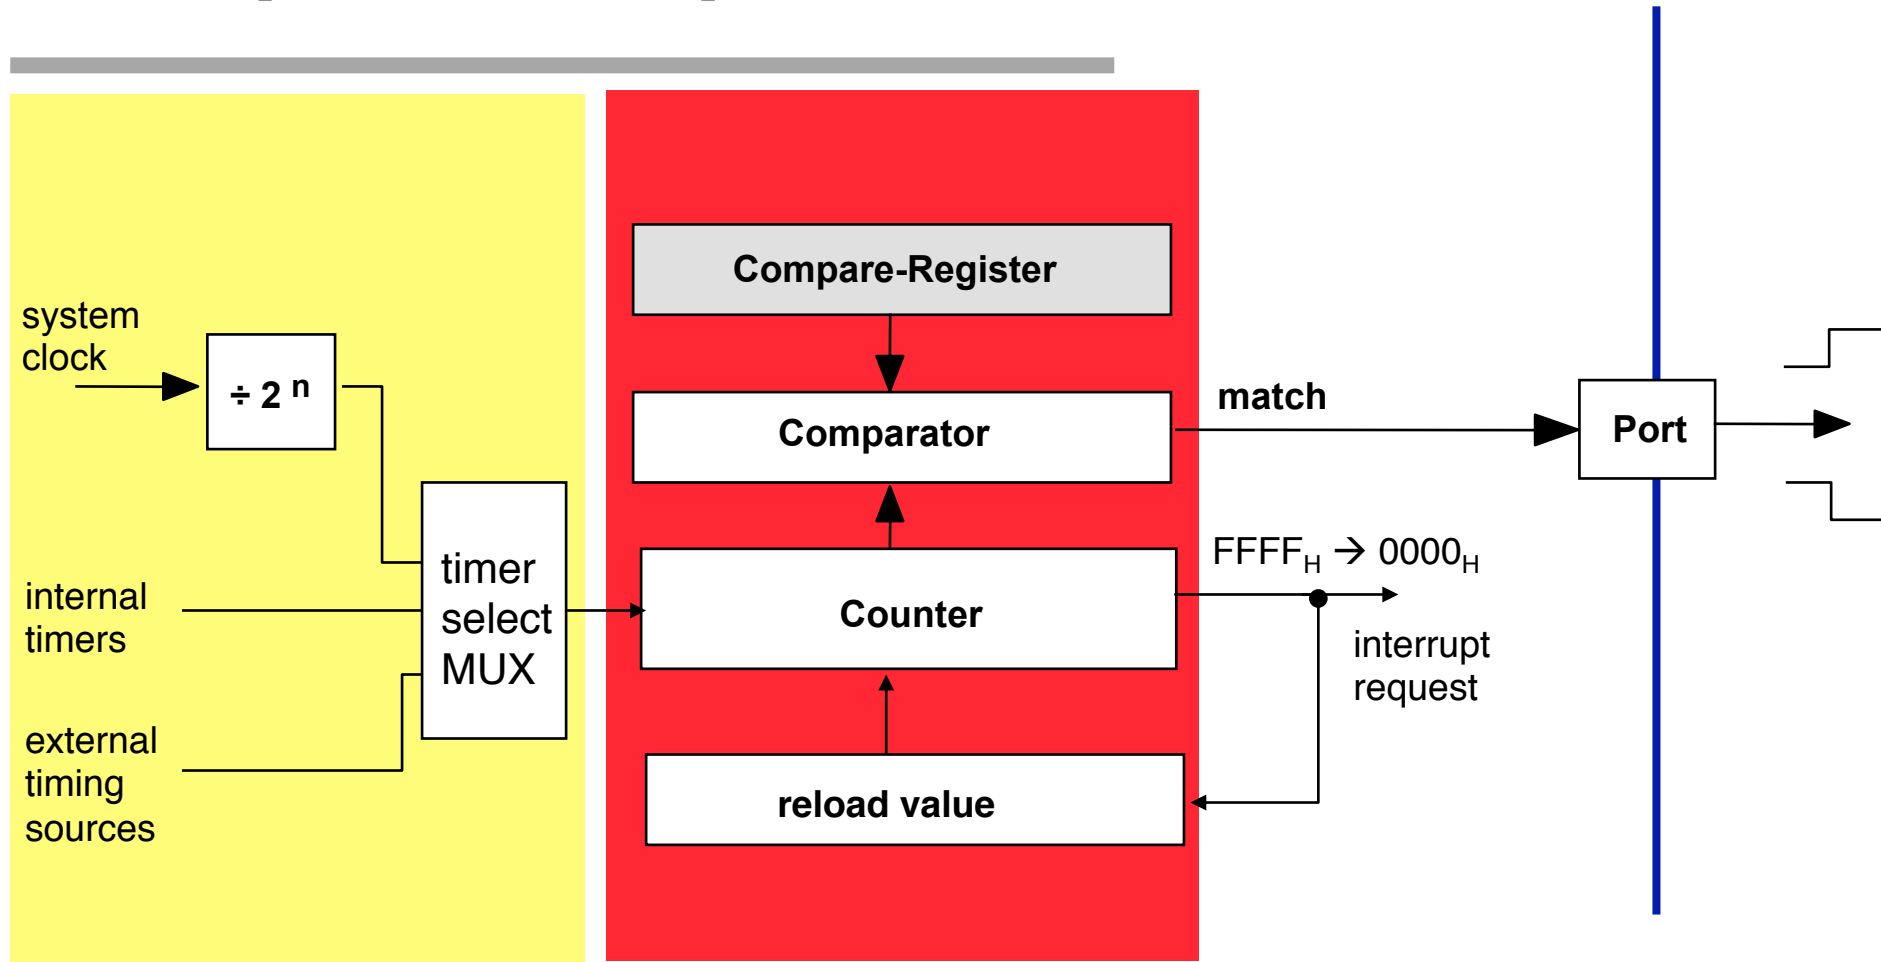 Compare-Register
system
clock
÷ 2 n
match
Comparator
Port
FFFFH → 0000H
timer
select
MUX
internal
timers
Counter
interrupt
request
external
timing
sources
reload value